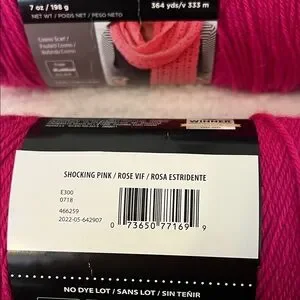 7 oz / 198 g
NET WT / POIDS NET / PESO NETO
364 yds/v 333 m
WINNER
SHOCKING PINK / ROSE VIF / ROSA ESTRIDENTE
E300
0718
466259
2022-05-642907
0 73650 77169 9
NO DYE LOT / SANS LOT / SIN TEÑIR